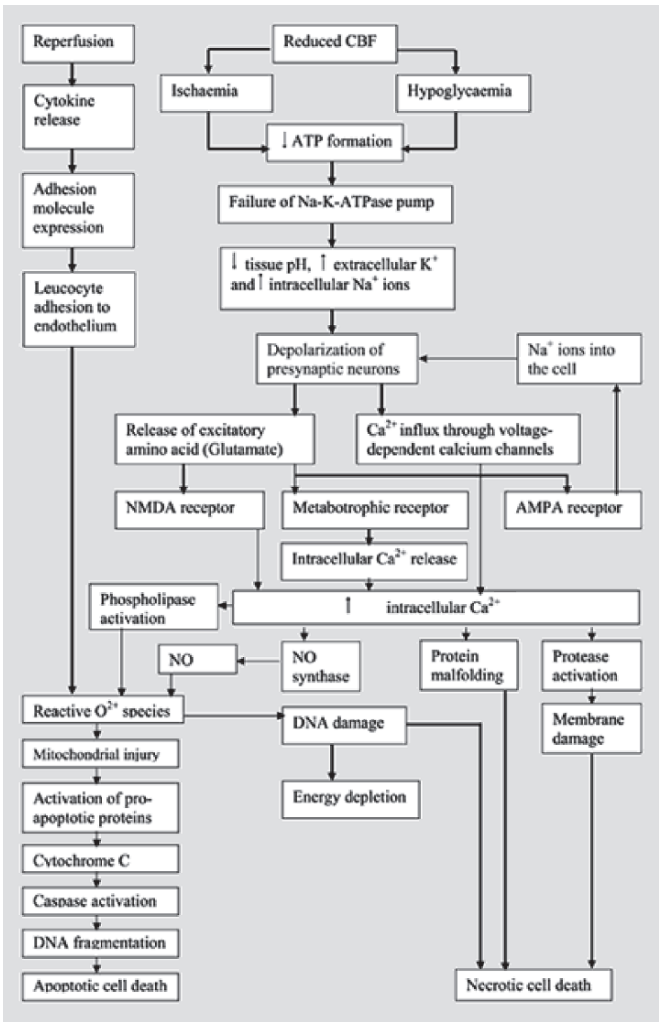 Reperfusion
Cytokine
release
Adhesion
molecule
expression
Leucocyte
adhesion to
endothelium
Reduced CBF
Ischaemia
Hypoglycaemia
↓ ATP formation
Failure of Na-K-ATPase pump
↓ tissue pH, ↑ extracellular K⁺
and ↑ intracellular Na⁺ ions
Depolarization of
presynaptic neurons
Na⁺ ions into
the cell
Release of excitatory
amino acid (Glutamate)
Ca²⁺ influx through voltage-
dependent calcium channels
NMDA receptor
Metabotrophic receptor
AMPA receptor
Intracellular Ca²⁺ release
Phospholipase
activation
↑ intracellular Ca²⁺
NO
NO
synthase
Protein
malfolding
Protease
activation
Reactive O²⁺ species
DNA damage
Membrane
damage
Mitochondrial injury
Energy depletion
Activation of pro-
apoptotic proteins
Cytochrome C
Caspase activation
DNA fragmentation
Apoptotic cell death
Necrotic cell death